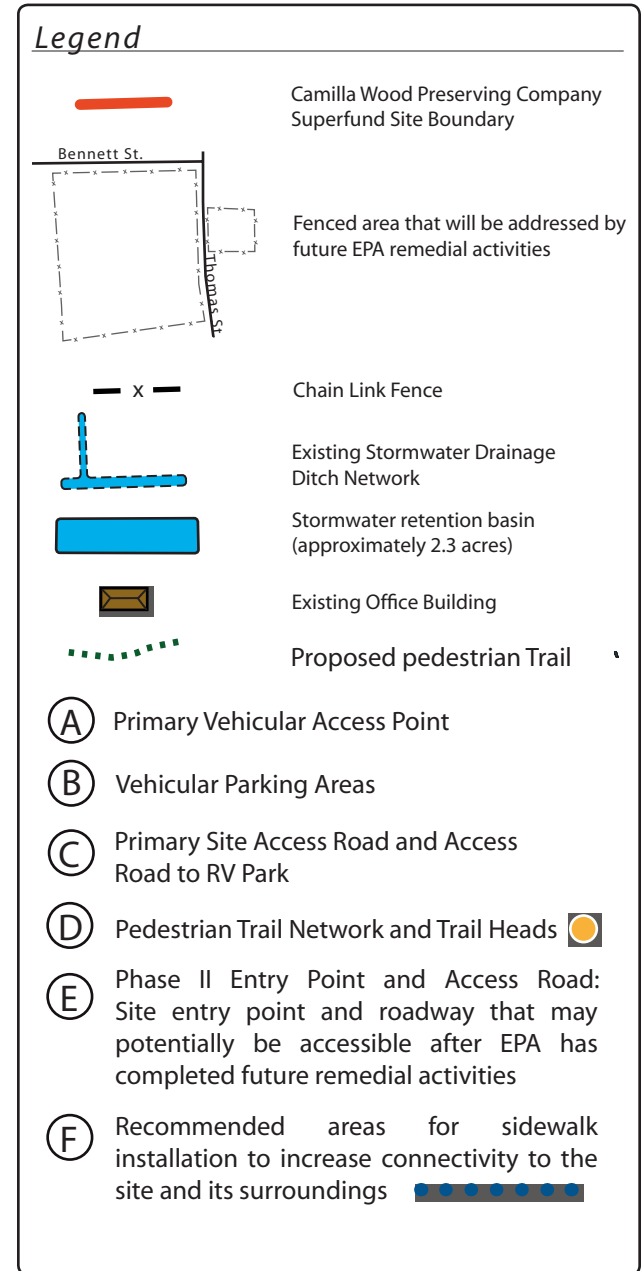 Legend
Camilla Wood Preserving Company
Superfund Site Boundary
Bennett St.
Thomas St
Fenced area that will be addressed by
future EPA remedial activities
x
Chain Link Fence
Existing Stormwater Drainage
Ditch Network
Stormwater retention basin
(approximately 2.3 acres)
Existing Office Building
Proposed pedestrian Trail
A Primary Vehicular Access Point
B Vehicular Parking Areas
C Primary Site Access Road and Access
Road to RV Park
D Pedestrian Trail Network and Trail Heads
E Phase II Entry Point and Access Road:
Site entry point and roadway that may
potentially be accessible after EPA has
completed future remedial activities
F Recommended areas for sidewalk
installation to increase connectivity to the
site and its surroundings